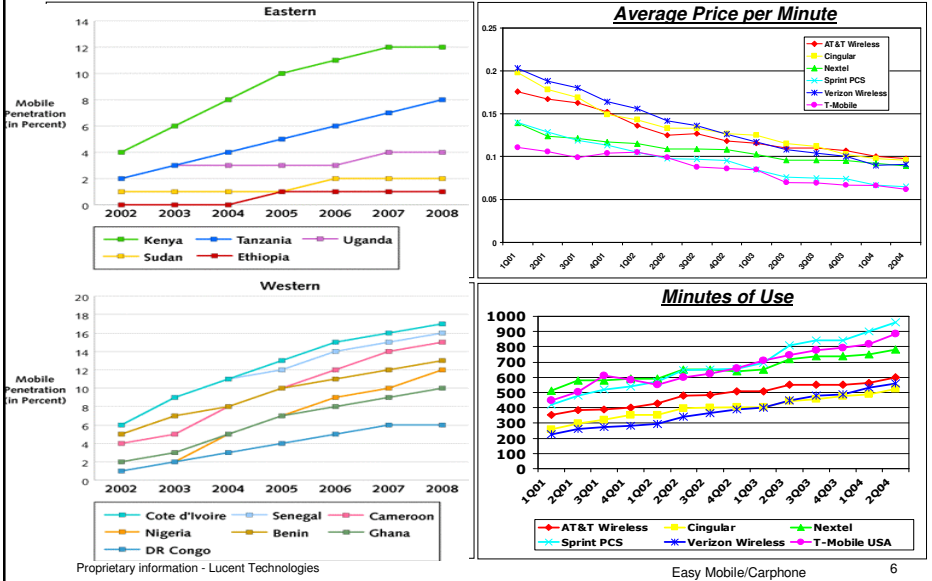 Eastern
14
12
10
8
6
4
2
0
Mobile
Penetration
(in Percent)
2002 2003 2004 2005 2006 2007 2008
Kenya Tanzania Uganda
Sudan Ethiopia
Average Price per Minute
0.25
0.2
0.15
0.1
0.05
0
AT&T Wireless
Cingular
Nextel
Sprint PCS
Verizon Wireless
T-Mobile
1Q01 2Q01 3Q01 4Q01 1Q02 2Q02 3Q02 4Q02 1Q03 2Q03 3Q03 4Q03 1Q04 2Q04
Western
20
18
16
14
12
10
8
6
4
2
0
Mobile
Penetration
(in Percent)
2002 2003 2004 2005 2006 2007 2008
Cote d'Ivoire Senegal Cameroon
Nigeria Benin Ghana
DR Congo
Minutes of Use
1000
900
800
700
600
500
400
300
200
100
0
1Q01 2Q01 3Q01 4Q01 1Q02 2Q02 3Q02 4Q02 1Q03 2Q03 3Q03 4Q03 1Q04 2Q04
AT&T Wireless Cingular Nextel
Sprint PCS Verizon Wireless T-Mobile USA
Proprietary information - Lucent Technologies
Easy Mobile/Carphone
6